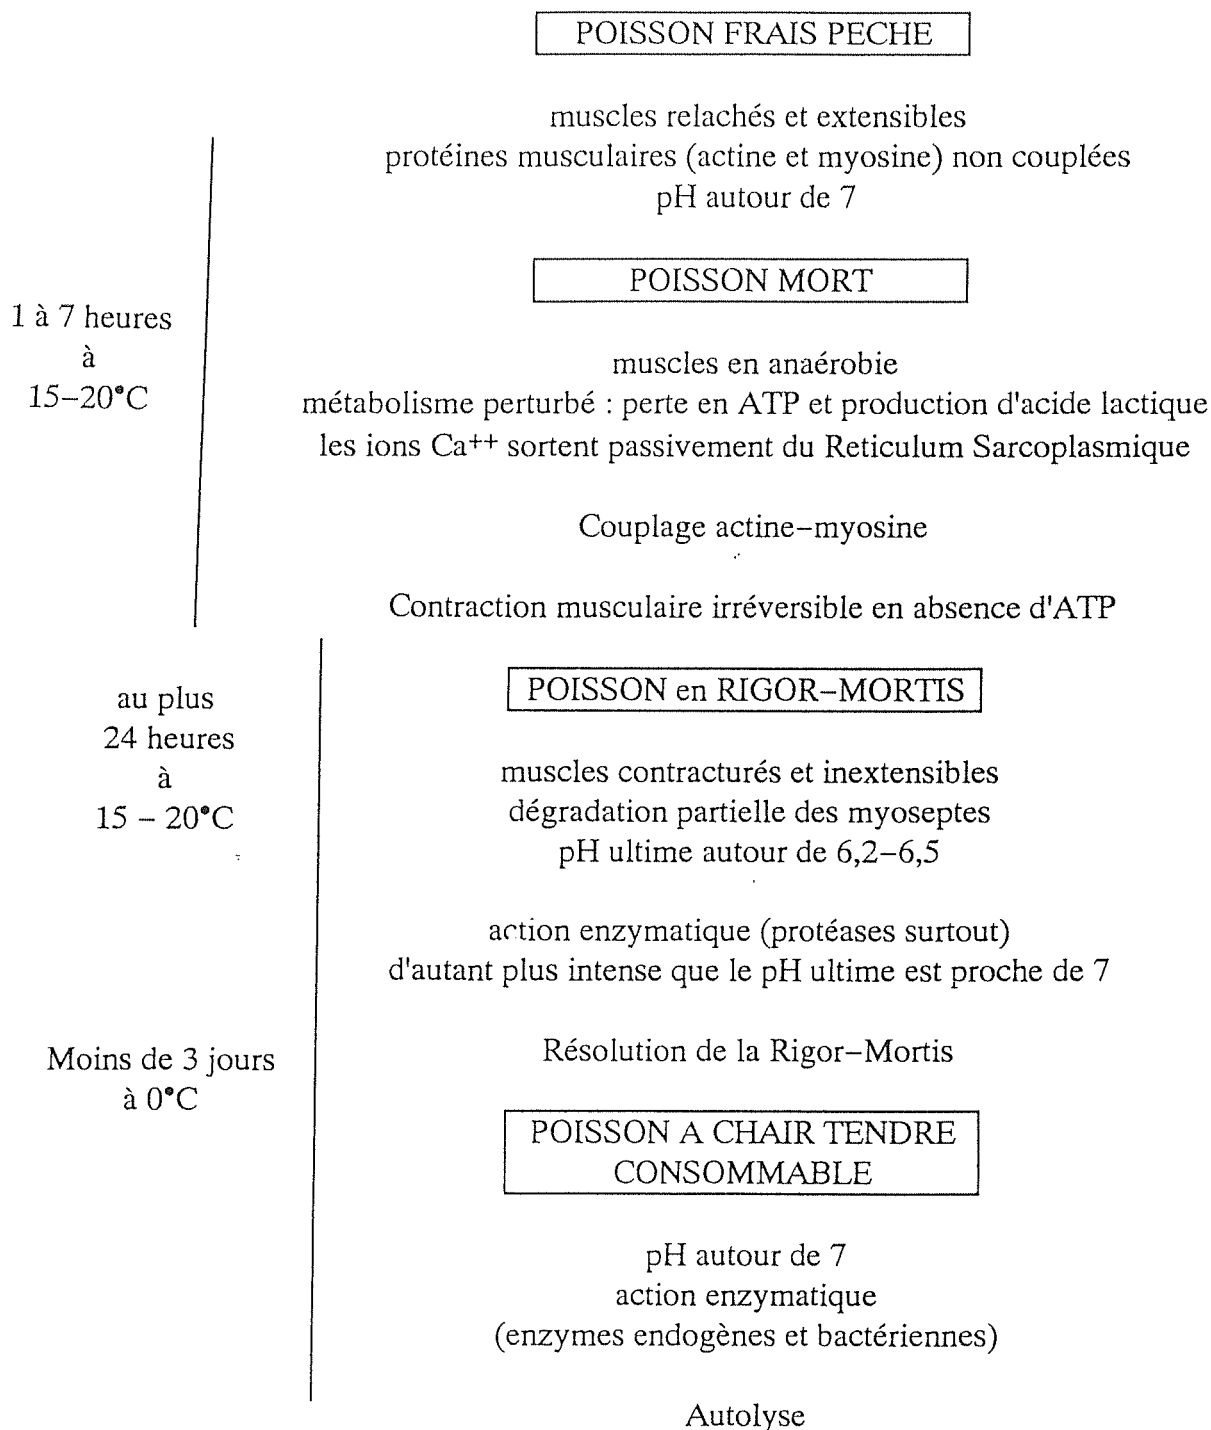 POISSON FRAIS PECHE
muscles relachés et extensibles
protéines musculaires (actine et myosine) non couplées
pH autour de 7
POISSON MORT
1 à 7 heures
à
15–20°C
muscles en anaérobie
métabolisme perturbé : perte en ATP et production d'acide lactique
les ions Ca++ sortent passivement du Reticulum Sarcoplasmique
Couplage actine–myosine
Contraction musculaire irréversible en absence d'ATP
POISSON en RIGOR–MORTIS
au plus
24 heures
à
15 – 20°C
muscles contracturés et inextensibles
dégradation partielle des myoseptes
pH ultime autour de 6,2–6,5
action enzymatique (protéases surtout)
d'autant plus intense que le pH ultime est proche de 7
Moins de 3 jours
à 0°C
Résolution de la Rigor–Mortis
POISSON A CHAIR TENDRE
CONSOMMABLE
pH autour de 7
action enzymatique
(enzymes endogènes et bactériennes)
Autolyse